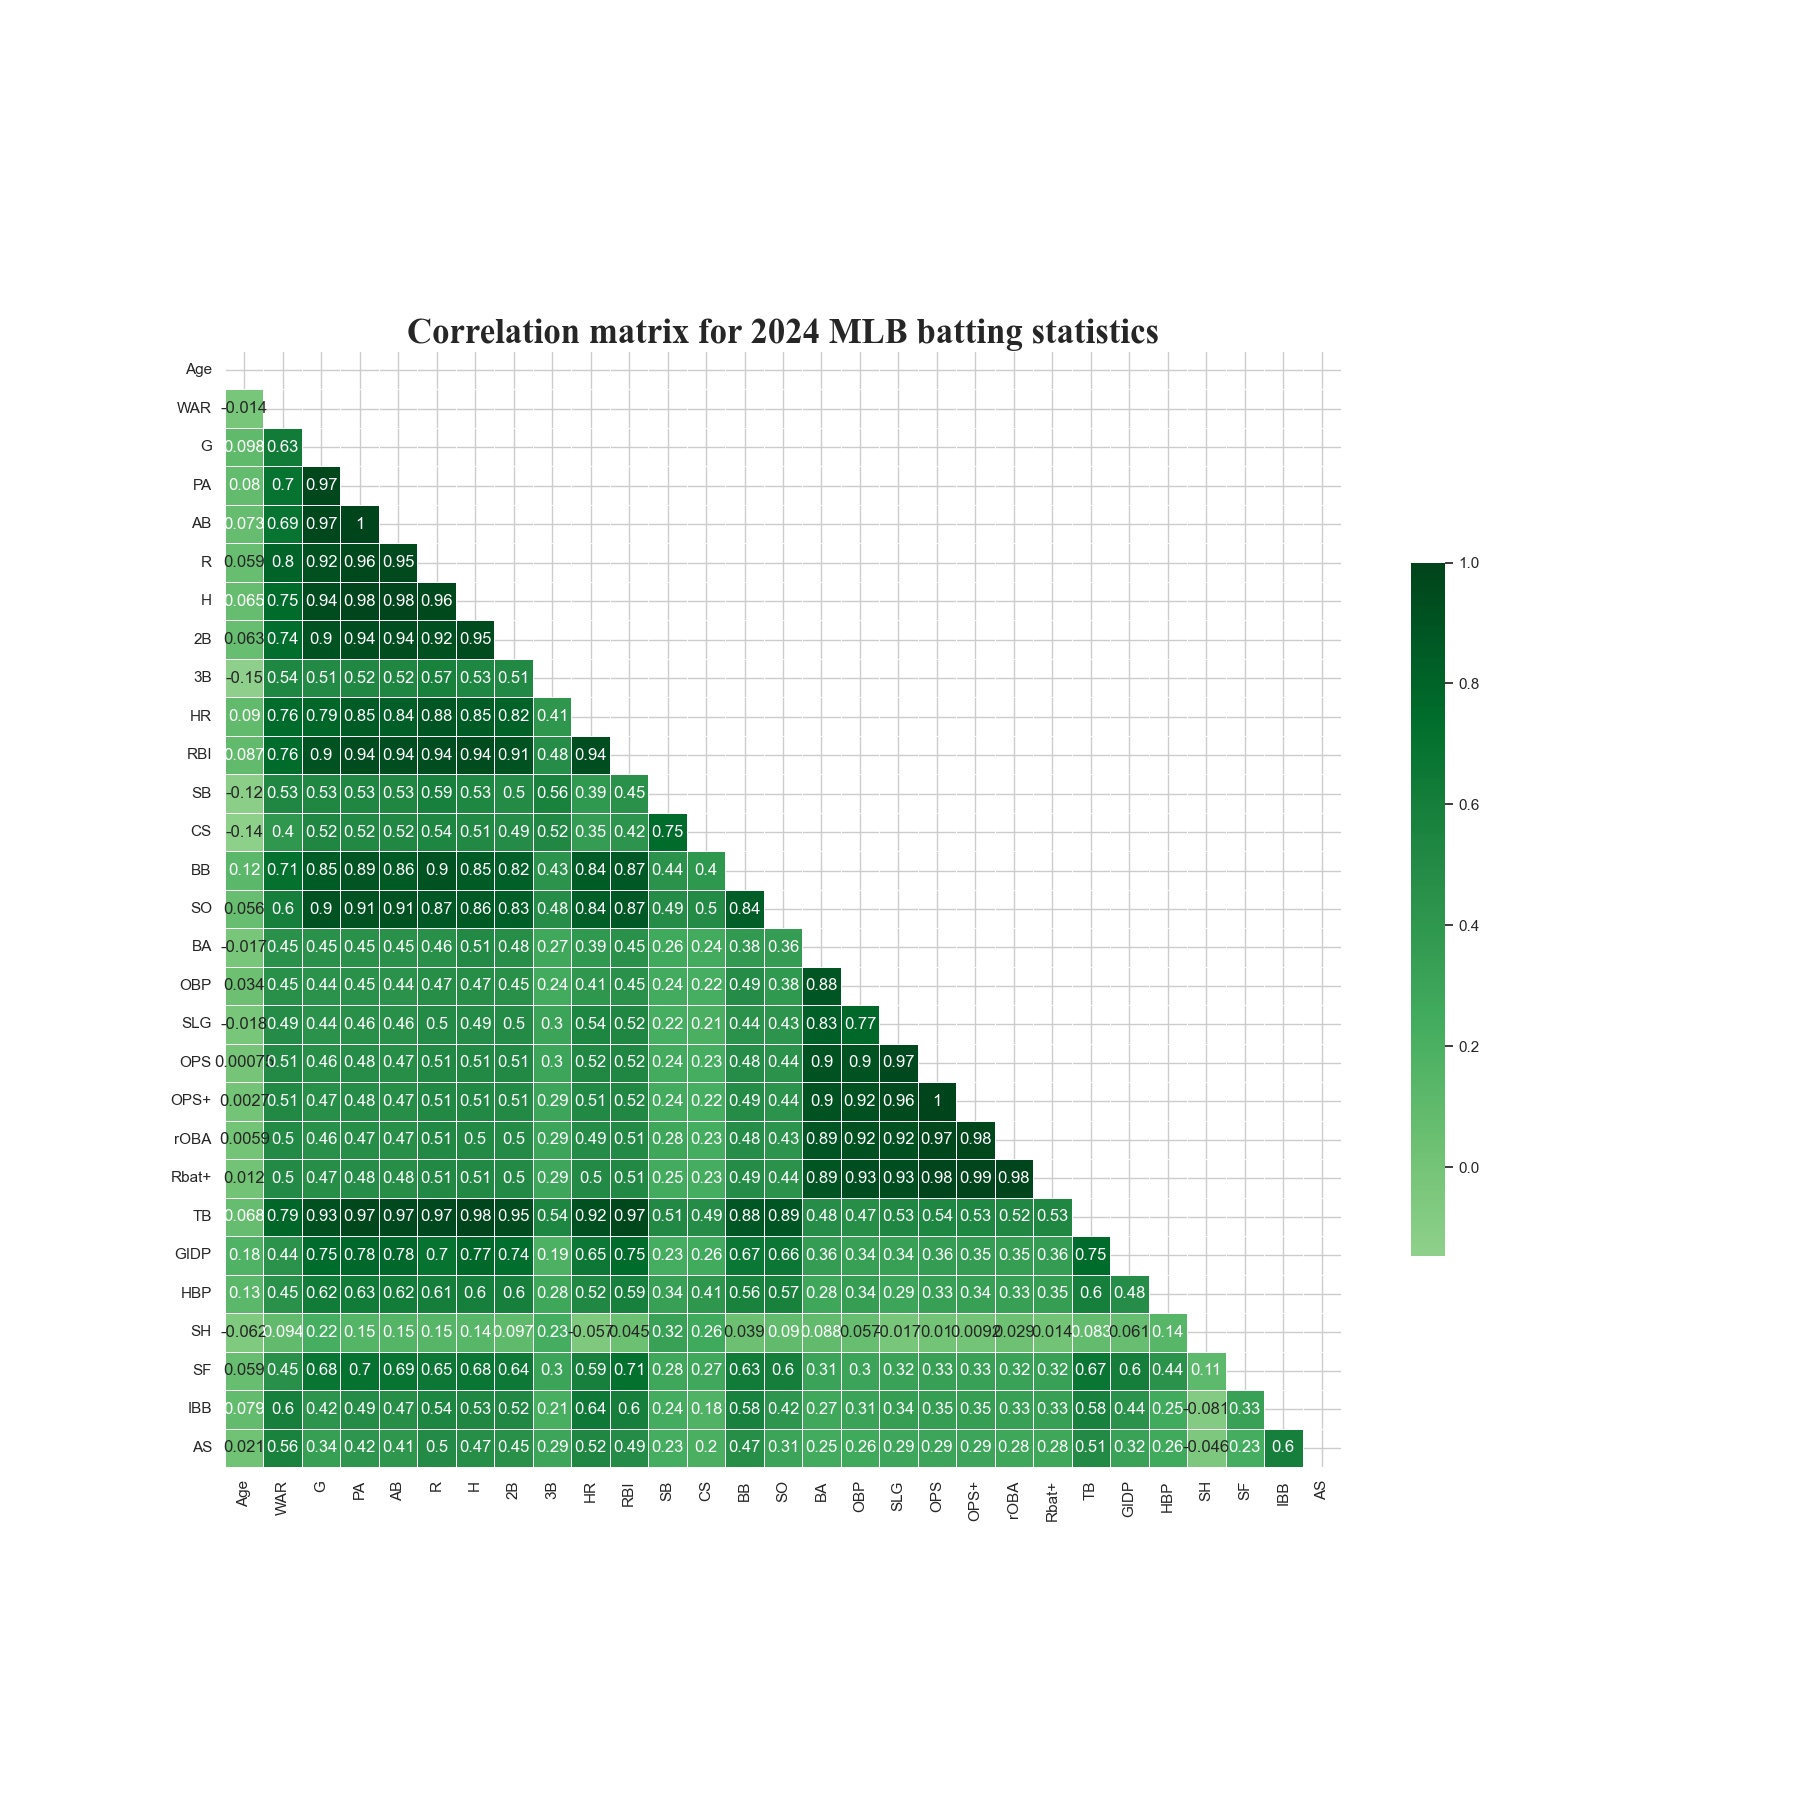 Correlation matrix for 2024 MLB batting statistics
Age
WAR -0.014
G 0.098 0.63
PA 0.08 0.7 0.97
AB 0.073 0.69 0.97 1
R 0.059 0.8 0.92 0.96 0.95
H 0.065 0.75 0.94 0.98 0.98 0.96
2B 0.063 0.74 0.9 0.94 0.94 0.92 0.95
3B -0.15 0.54 0.51 0.52 0.52 0.57 0.53 0.51
HR 0.09 0.76 0.79 0.85 0.84 0.88 0.85 0.82 0.41
RBI 0.087 0.76 0.9 0.94 0.94 0.94 0.94 0.91 0.48 0.94
SB -0.12 0.53 0.53 0.53 0.53 0.59 0.53 0.5 0.56 0.39 0.45
CS -0.14 0.4 0.52 0.52 0.52 0.54 0.51 0.49 0.52 0.35 0.42 0.75
BB 0.12 0.71 0.85 0.89 0.86 0.9 0.85 0.82 0.43 0.84 0.87 0.44 0.4
SO 0.056 0.6 0.9 0.91 0.91 0.87 0.86 0.83 0.48 0.84 0.87 0.49 0.5 0.84
BA -0.017 0.45 0.45 0.45 0.45 0.46 0.51 0.48 0.27 0.39 0.45 0.26 0.24 0.38 0.36
OBP 0.034 0.45 0.44 0.45 0.44 0.47 0.47 0.45 0.24 0.41 0.45 0.24 0.22 0.49 0.38 0.88
SLG -0.018 0.49 0.44 0.46 0.46 0.5 0.49 0.5 0.3 0.54 0.52 0.22 0.21 0.44 0.43 0.83 0.77
OPS 0.51 0.46 0.48 0.47 0.51 0.51 0.51 0.3 0.52 0.52 0.24 0.23 0.48 0.44 0.9 0.9 0.97
OPS+ 0.0027 0.51 0.47 0.48 0.47 0.51 0.51 0.51 0.29 0.51 0.52 0.24 0.22 0.49 0.44 0.9 0.92 0.96 1
rOBA 0.0059 0.5 0.46 0.47 0.47 0.51 0.5 0.5 0.29 0.49 0.51 0.28 0.23 0.48 0.43 0.89 0.92 0.92 0.97 0.98
Rbat+ 0.012 0.5 0.47 0.48 0.48 0.51 0.51 0.5 0.29 0.5 0.51 0.25 0.23 0.49 0.44 0.89 0.93 0.93 0.98 0.99 0.98
TB 0.068 0.79 0.93 0.97 0.97 0.97 0.98 0.95 0.54 0.92 0.97 0.51 0.49 0.88 0.89 0.48 0.47 0.53 0.54 0.53 0.52 0.53
GIDP 0.18 0.44 0.75 0.78 0.78 0.7 0.77 0.74 0.19 0.65 0.75 0.23 0.26 0.67 0.66 0.36 0.34 0.34 0.36 0.35 0.35 0.36 0.75
HBP 0.13 0.45 0.62 0.63 0.62 0.61 0.6 0.6 0.28 0.52 0.59 0.34 0.41 0.56 0.57 0.28 0.34 0.29 0.33 0.34 0.33 0.35 0.6 0.48
SH -0.062 0.094 0.22 0.15 0.15 0.15 0.14 0.097 0.23 -0.057 0.045 0.32 0.26 0.039 0.09 0.088 0.057 -0.017 0.0092 0.029 0.014 0.083 0.061 0.14
SF 0.059 0.45 0.68 0.7 0.69 0.65 0.68 0.64 0.3 0.59 0.71 0.28 0.27 0.63 0.6 0.31 0.3 0.32 0.33 0.33 0.32 0.32 0.67 0.6 0.44 0.11
IBB 0.079 0.6 0.42 0.49 0.47 0.54 0.53 0.52 0.21 0.64 0.6 0.24 0.18 0.58 0.42 0.27 0.31 0.34 0.35 0.35 0.33 0.33 0.58 0.44 0.25 -0.081 0.33
AS 0.021 0.56 0.34 0.42 0.41 0.5 0.47 0.45 0.29 0.52 0.49 0.23 0.2 0.47 0.31 0.25 0.26 0.29 0.29 0.29 0.28 0.28 0.51 0.32 0.26 -0.046 0.23 0.6
Age WAR G PA AB R H 2B 3B HR RBI SB CS BB SO BA OBP SLG OPS OPS+ rOBA Rbat+ TB GIDP HBP SH SF IBB AS
1.0
0.8
0.6
0.4
0.2
0.0